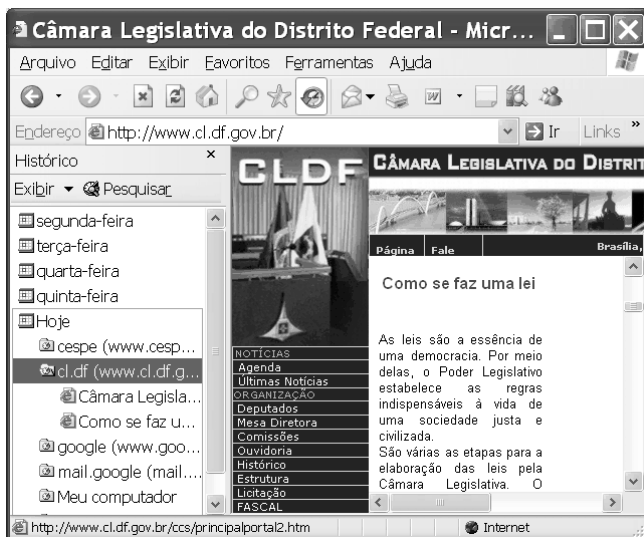 Câmara Legislativa do Distrito Federal - Micr...
Arquivo Editar Exibir Favoritos Ferramentas Ajuda
Endereço http://www.cl.df.gov.br/ Ir Links »
Histórico ×
Exibir Pesquisar
segunda-feira
terça-feira
quarta-feira
quinta-feira
Hoje
cespe (www.cesp...
cl.df (www.cl.df.g...
Câmara Legisla...
Como se faz u...
google (www.goo...
mail.google (mail....
Meu computador
CLDF
NOTÍCIAS
Agenda
Últimas Notícias
ORGANIZAÇÃO
Deputados
Mesa Diretora
Comissões
Ouvidoria
Histórico
Estrutura
Licitação
FASCAL
CÂMARA LEGISLATIVA DO DISTRIT
Página Fale Brasília,
Como se faz uma lei
As leis são a essência de
uma democracia. Por meio
delas, o Poder Legislativo
estabelece as regras
indispensáveis à vida de
uma sociedade justa e
civilizada.
São várias as etapas para a
elaboração das leis pela
Câmara Legislativa. O
http://www.cl.df.gov.br/ccs/principalportal2.htm Internet